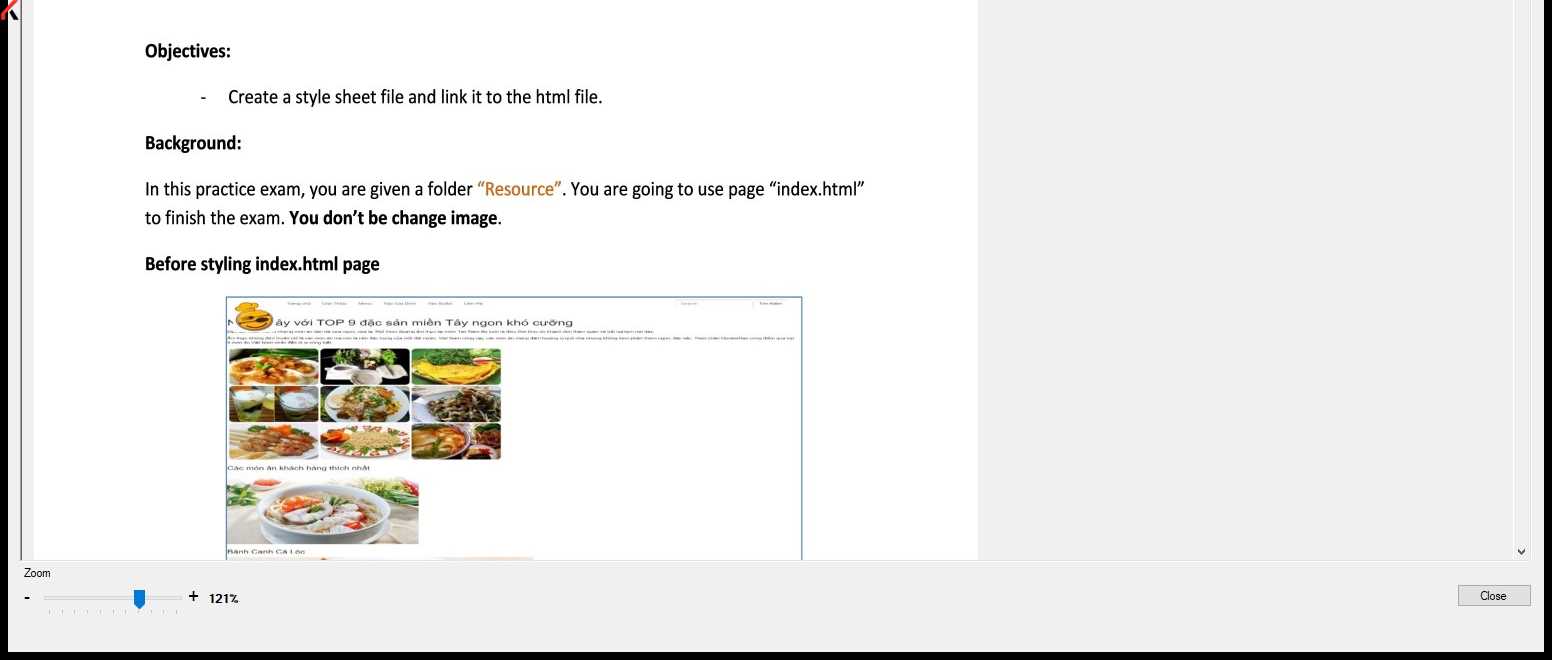 Objectives:
- Create a style sheet file and link it to the html file.
Background:
In this practice exam, you are given a folder “Resource”. You are going to use page “index.html”
to finish the exam. You don’t be change image.
Before styling index.html page
ây với TOP 9 đặc sản miền Tây ngon khó cưỡng
Các món ăn khách hàng thích nhất
Bánh Canh Cá Lóc
Zoom
- + 121%
Close